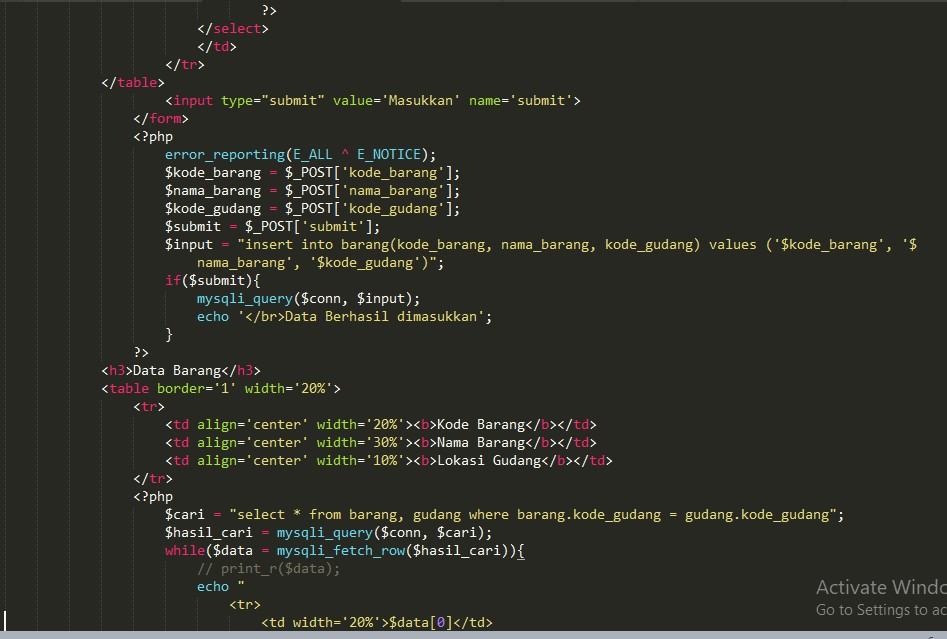 ?>
</select>
</td>
</tr>
</table>
<input type="submit" value='Masukkan' name='submit'>
</form>
<?php
error_reporting(E_ALL ^ E_NOTICE);
$kode_barang = $_POST['kode_barang'];
$nama_barang = $_POST['nama_barang'];
$kode_gudang = $_POST['kode_gudang'];
$submit = $_POST['submit'];
$input = "insert into barang(kode_barang, nama_barang, kode_gudang) values ('$kode_barang', '$
nama_barang', '$kode_gudang')";
if($submit){
mysqli_query($conn, $input);
echo '</br>Data Berhasil dimasukkan';
}
?>
<h3>Data Barang</h3>
<table border='1' width='20%'>
<tr>
<td align='center' width='20%'><b>Kode Barang</b></td>
<td align='center' width='30%'><b>Nama Barang</b></td>
<td align='center' width='10%'><b>Lokasi Gudang</b></td>
</tr>
<?php
$cari = "select * from barang, gudang where barang.kode_gudang = gudang.kode_gudang";
$hasil_cari = mysqli_query($conn, $cari);
while($data = mysqli_fetch_row($hasil_cari)){
// print_r($data);
echo "
<tr>
<td width='20%'>$data[0]</td>
Activate Windo
Go to Settings to ac